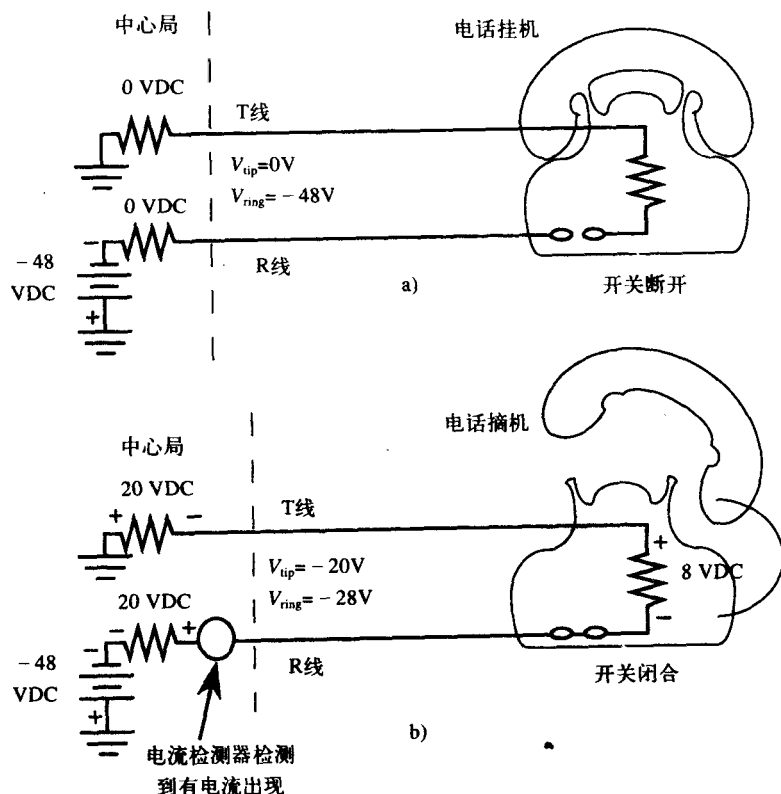 中心局
电话挂机
0 VDC
T线
V_tip=0V
V_ring=－48V
0 VDC
－
－48
VDC
+
R线
a)
开关断开
电话摘机
中心局
20 VDC
+ －
T线
+
V_tip=－20V
8 VDC
V_ring=－28V
20 VDC
－
－ +
－48
VDC
+
R线
开关闭合
b)
电流检测器检测
到有电流出现